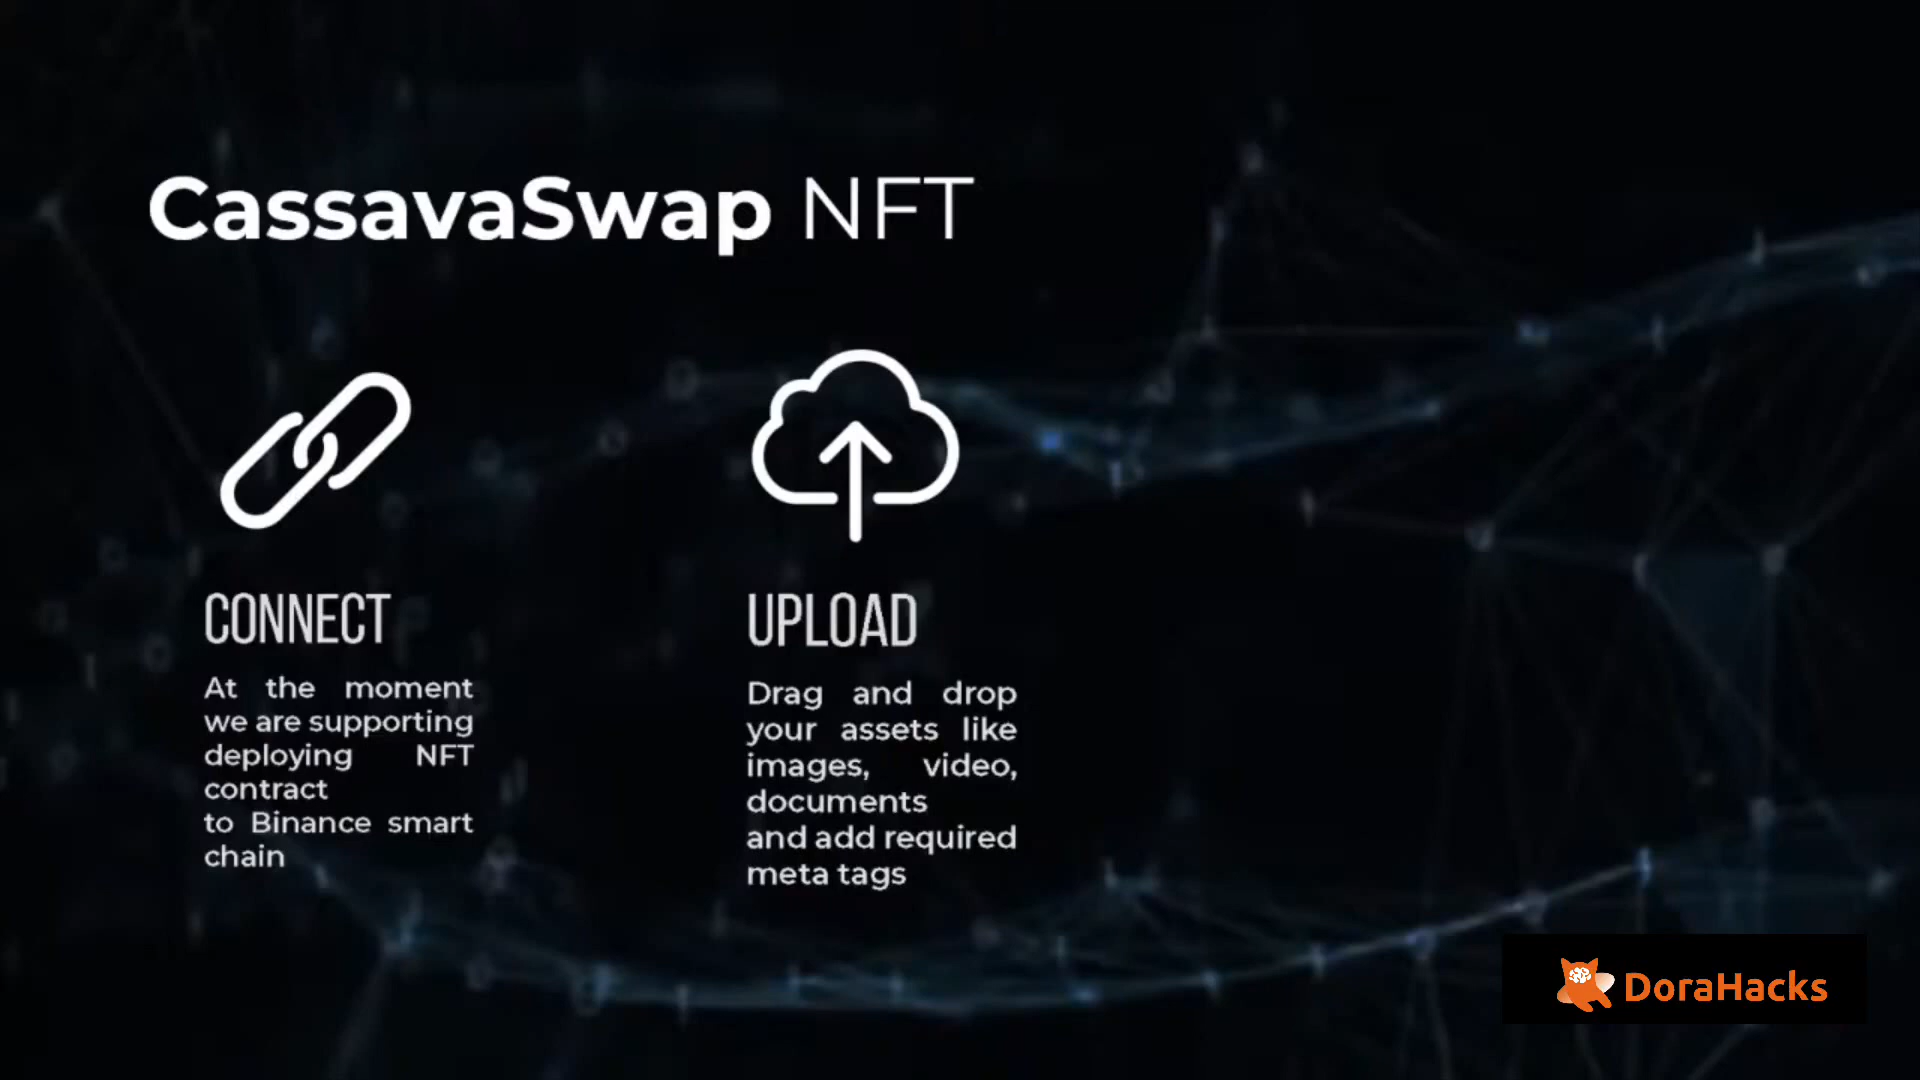 CassavaSwap NFT
CONNECT
At the moment
we are supporting
deploying NFT
contract
to Binance smart
chain
UPLOAD
Drag and drop
your assets like
images, video,
documents
and add required
meta tags
DoraHacks